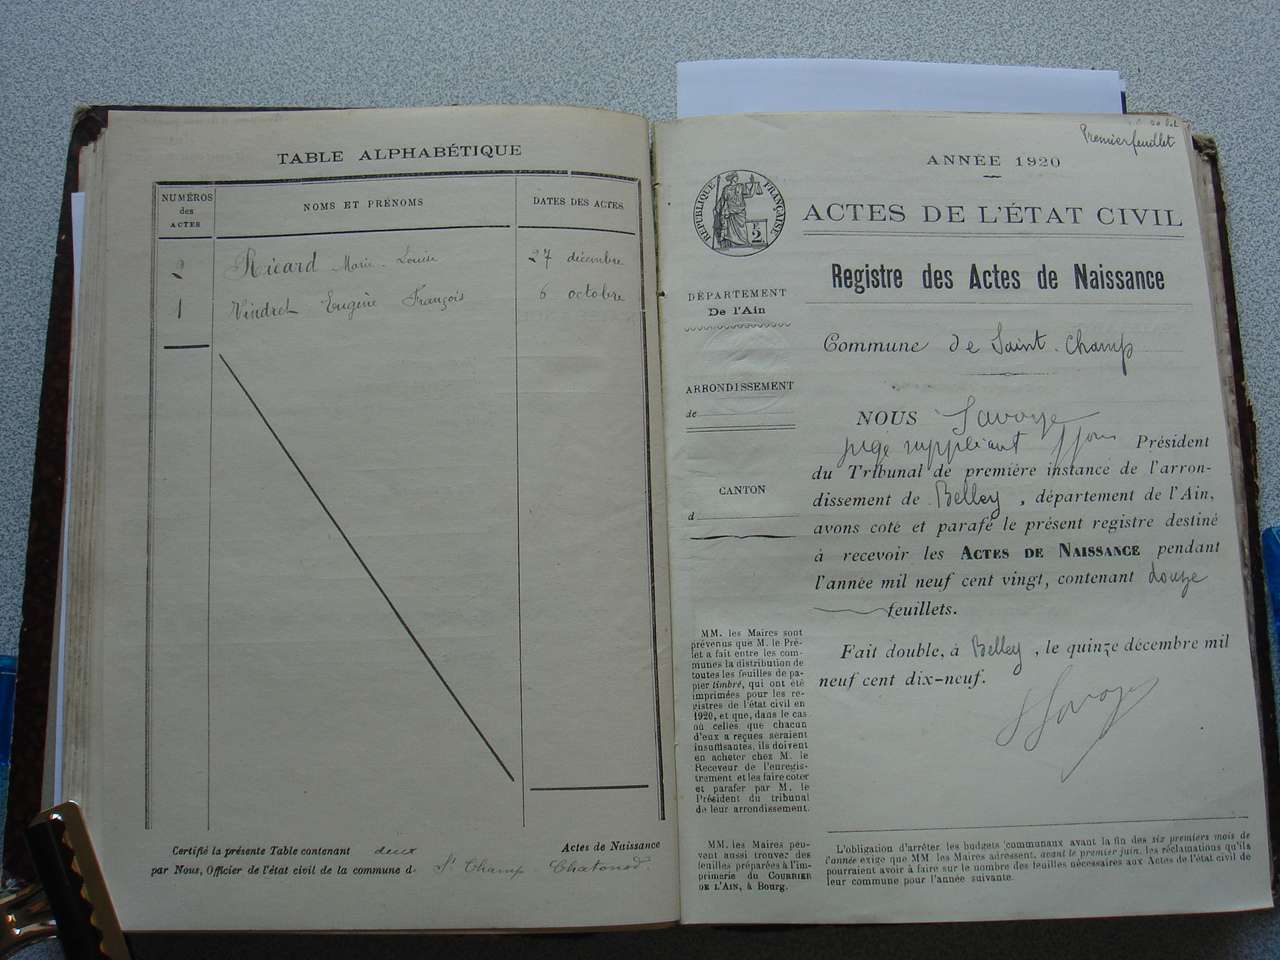 TABLE ALPHABÉTIQUE
NUMÉROS des ACTES
NOMS ET PRÉNOMS
DATES DES ACTES
2 Ricard Marie-Louise 27 décembre
1 Vindret Eugène François 6 octobre
Certifié la présente Table contenant deux Actes de Naissance
par Nous, Officier de l'état civil de la commune de St Champ Chatonod
Premier feuillet
ANNÉE 1920
RÉPUBLIQUE FRANÇAISE
2
ACTES DE L'ÉTAT CIVIL
Registre des Actes de Naissance
DÉPARTEMENT
De l'Ain
Commune de Saint-Champ
ARRONDISSEMENT
de
CANTON
d
NOUS Savoye
juge suppléant Président
du Tribunal de première instance de l'arron-
dissement de Belley, département de l'Ain,
avons coté et parafé le présent registre destiné
à recevoir les ACTES DE NAISSANCE pendant
l'année mil neuf cent vingt, contenant douze
feuillets.
Fait double, à Belley, le quinze décembre mil
neuf cent dix-neuf.
Savoye
MM. les Maires sont
prévenus que M. le Pré-
fet a fait entre les com-
munes la distribution de
toutes les feuilles de pa-
pier timbré, qui ont été
imprimées pour les re-
gistres de l'état civil en
1920, et que, dans le cas
où celles que chacun
d'eux a reçues seraient
insuffisantes, ils doivent
en acheter chez M. le
Receveur de l'enregis-
trement et les faire coter
et parafer par M. le
Président du tribunal
de leur arrondissement.
MM. les Maires peu-
vent aussi trouver des
feuilles préparées à l'im-
primerie du COURRIER
DE L'AIN, à Bourg.
L'obligation d'arrêter les budgets communaux avant la fin des six premiers mois de
l'année exige que MM. les Maires adressent, avant le premier juin, les réclamations qu'ils
pourraient avoir à faire sur le nombre des feuilles nécessaires aux Actes de l'état civil de
leur commune pour l'année suivante.